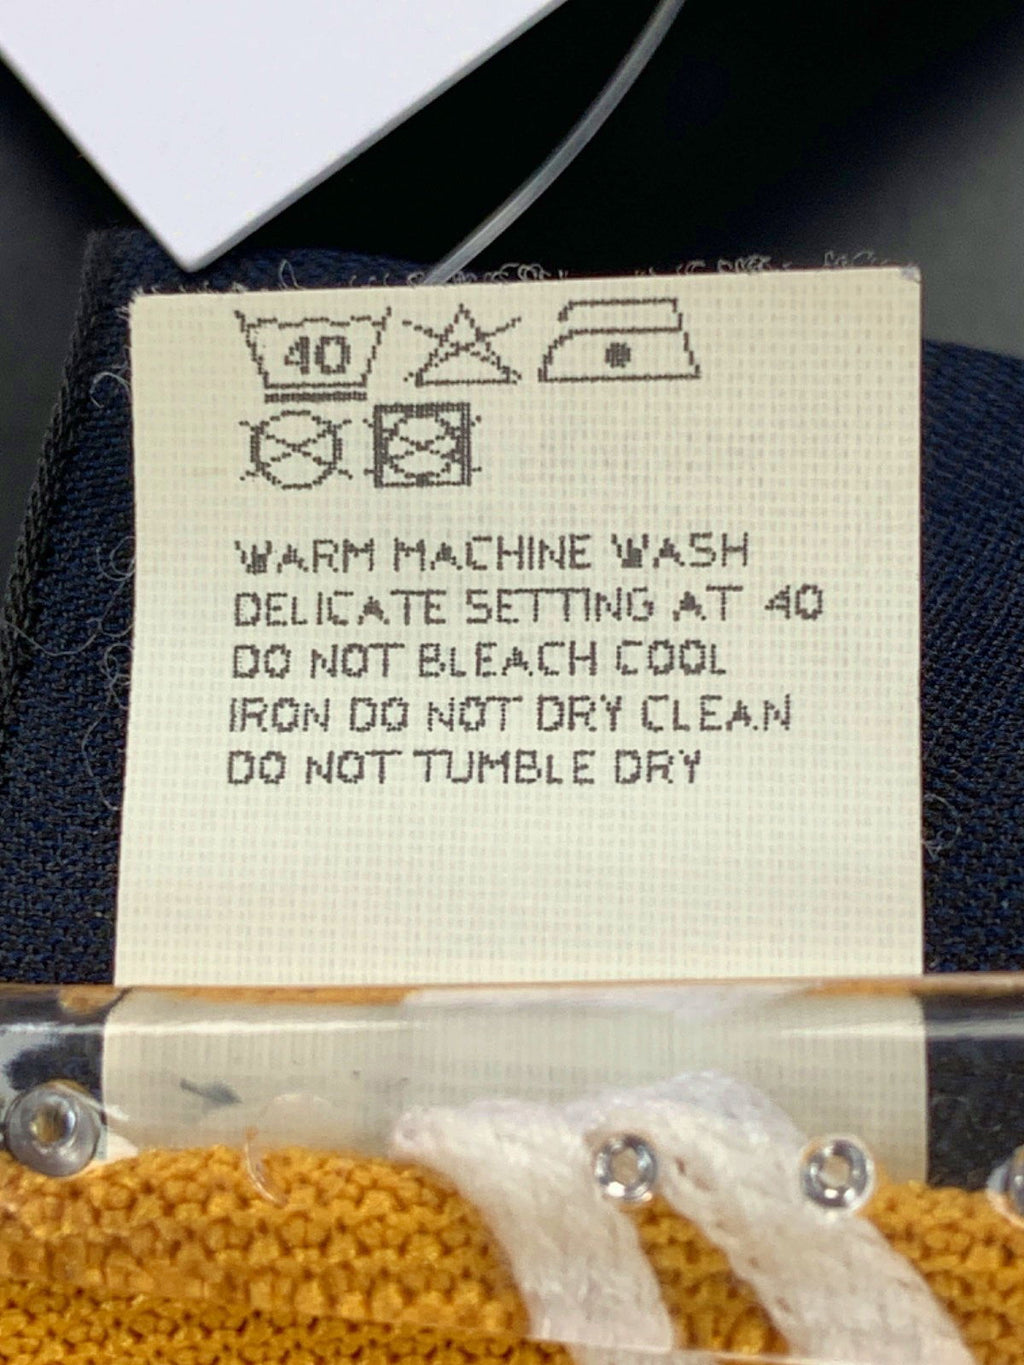 40
WARM MACHINE WASH
DELICATE SETTING AT 40
DO NOT BLEACH COOL
IRON DO NOT DRY CLEAN
DO NOT TUMBLE DRY